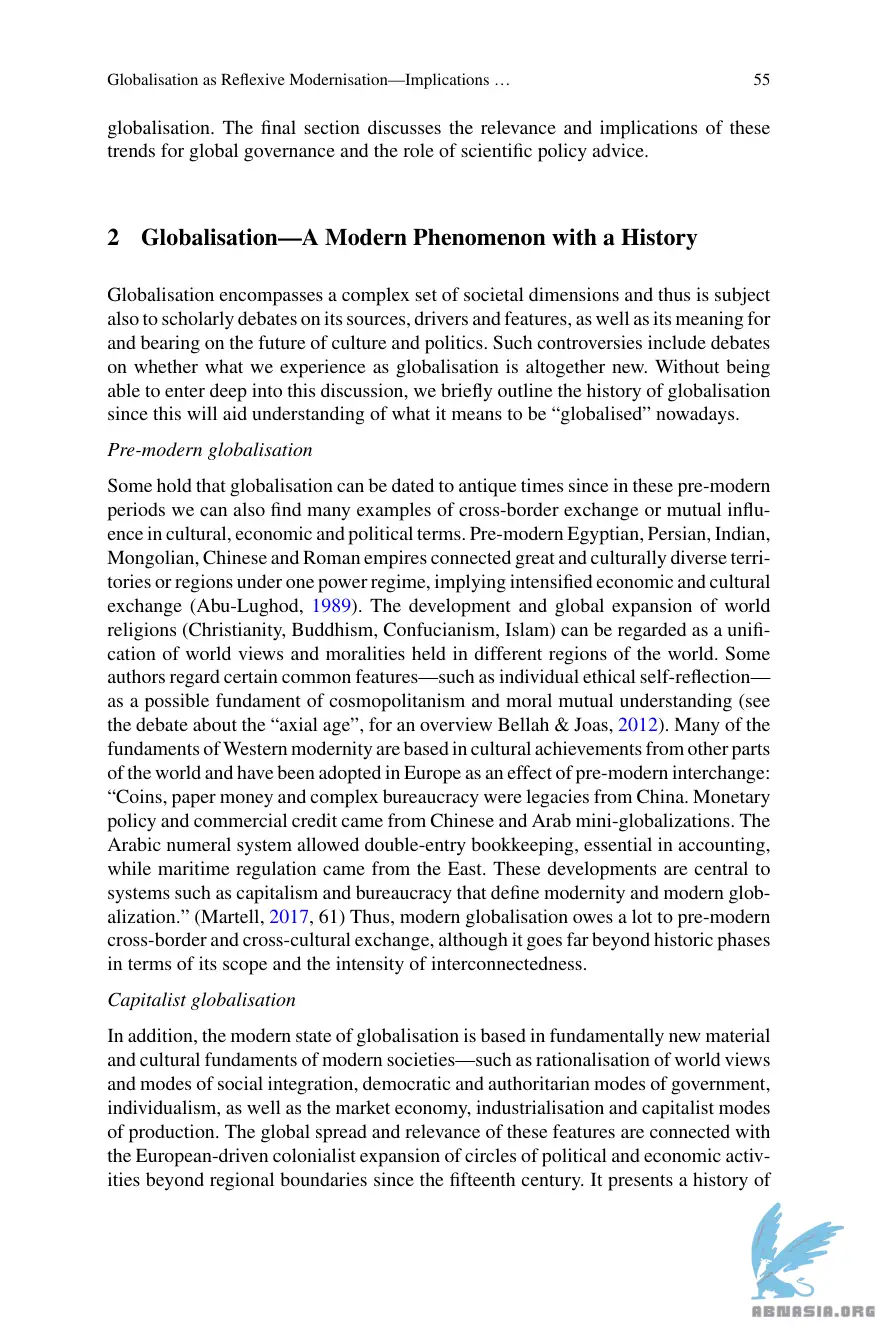 Globalisation as Reflexive Modernisation—Implications …
55
globalisation. The final section discusses the relevance and implications of these
trends for global governance and the role of scientific policy advice.
2 Globalisation—A Modern Phenomenon with a History
Globalisation encompasses a complex set of societal dimensions and thus is subject
also to scholarly debates on its sources, drivers and features, as well as its meaning for
and bearing on the future of culture and politics. Such controversies include debates
on whether what we experience as globalisation is altogether new. Without being
able to enter deep into this discussion, we briefly outline the history of globalisation
since this will aid understanding of what it means to be “globalised” nowadays.
Pre-modern globalisation
Some hold that globalisation can be dated to antique times since in these pre-modern
periods we can also find many examples of cross-border exchange or mutual influ-
ence in cultural, economic and political terms. Pre-modern Egyptian, Persian, Indian,
Mongolian, Chinese and Roman empires connected great and culturally diverse terri-
tories or regions under one power regime, implying intensified economic and cultural
exchange (Abu-Lughod, 1989). The development and global expansion of world
religions (Christianity, Buddhism, Confucianism, Islam) can be regarded as a unifi-
cation of world views and moralities held in different regions of the world. Some
authors regard certain common features—such as individual ethical self-reflection—
as a possible fundament of cosmopolitanism and moral mutual understanding (see
the debate about the “axial age”, for an overview Bellah & Joas, 2012). Many of the
fundaments of Western modernity are based in cultural achievements from other parts
of the world and have been adopted in Europe as an effect of pre-modern interchange:
“Coins, paper money and complex bureaucracy were legacies from China. Monetary
policy and commercial credit came from Chinese and Arab mini-globalizations. The
Arabic numeral system allowed double-entry bookkeeping, essential in accounting,
while maritime regulation came from the East. These developments are central to
systems such as capitalism and bureaucracy that define modernity and modern glob-
alization.” (Martell, 2017, 61) Thus, modern globalisation owes a lot to pre-modern
cross-border and cross-cultural exchange, although it goes far beyond historic phases
in terms of its scope and the intensity of interconnectedness.
Capitalist globalisation
In addition, the modern state of globalisation is based in fundamentally new material
and cultural fundaments of modern societies—such as rationalisation of world views
and modes of social integration, democratic and authoritarian modes of government,
individualism, as well as the market economy, industrialisation and capitalist modes
of production. The global spread and relevance of these features are connected with
the European-driven colonialist expansion of circles of political and economic activ-
ities beyond regional boundaries since the fifteenth century. It presents a history of
ABNASIA.ORG